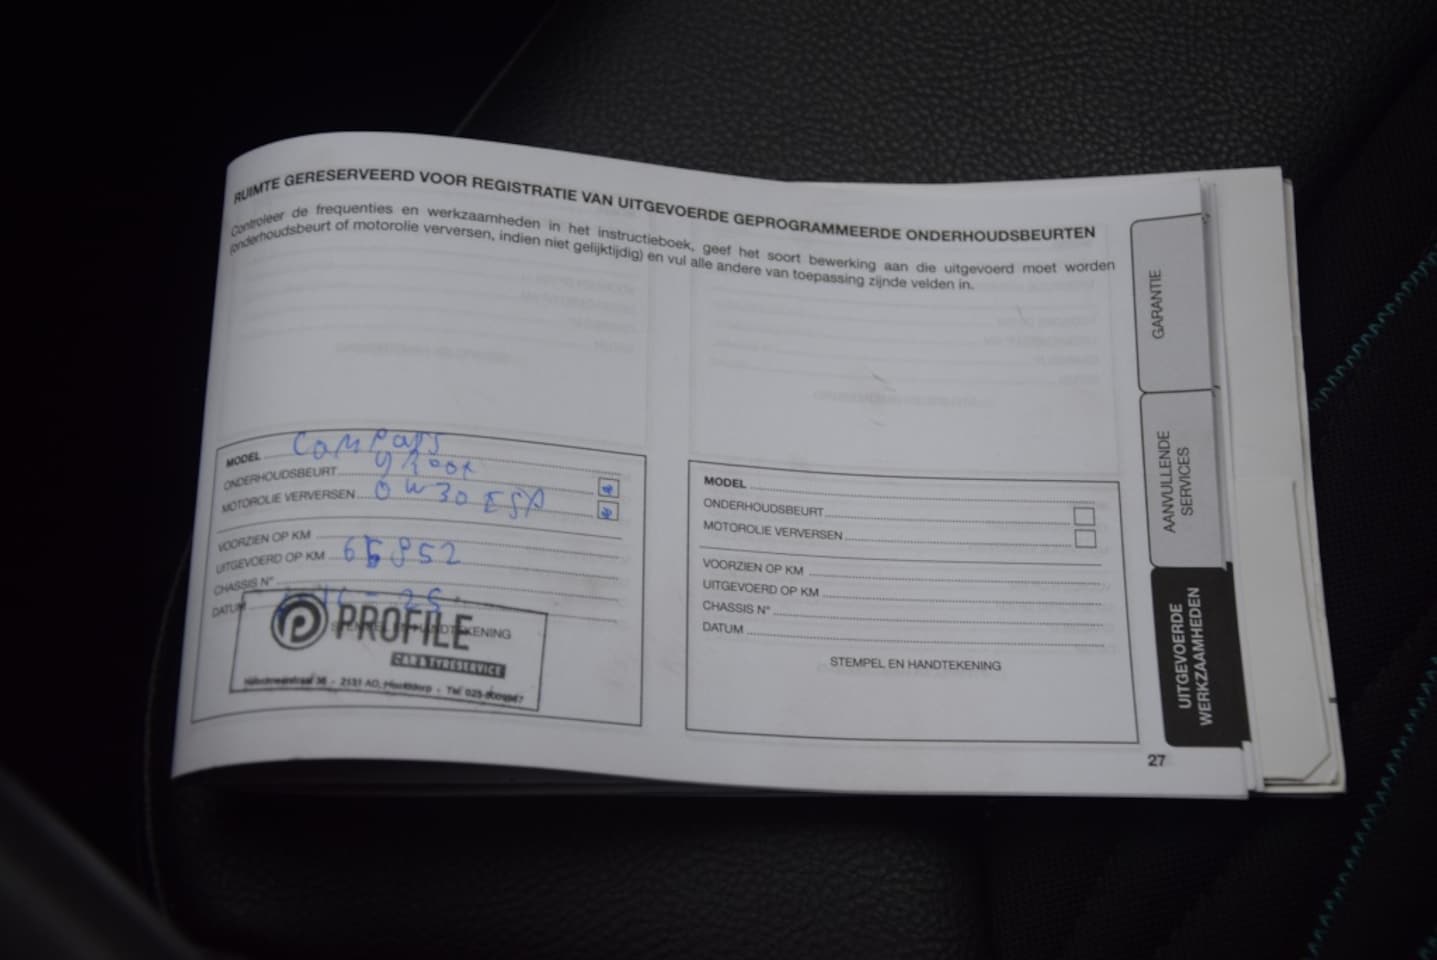 RUIMTE GERESERVEERD VOOR REGISTRATIE VAN UITGEVOERDE GEPROGRAMMEERDE ONDERHOUDSBEURTEN
Controleer de frequenties en werkzaamheden in het instructieboek, geef het soort bewerking aan die uitgevoerd moet worden
(onderhoudsbeurt of motorolie verversen, indien niet gelijktijdig) en vul alle andere van toepassing zijnde velden in.
MODEL
ONDERHOUDSBEURT
MOTOROLIE VERVERSEN 0W30
VOORZIEN OP KM
UITGEVOERD OP KM
CHASSIS N°
DATUM
PROFILE
CAR & TYRESERVICE
2131 AD, Hoofddorp - Tel.
MODEL
ONDERHOUDSBEURT
MOTOROLIE VERVERSEN
VOORZIEN OP KM
UITGEVOERD OP KM
CHASSIS N°
DATUM
STEMPEL EN HANDTEKENING
GARANTIE
AANVULLENDE
SERVICES
UITGEVOERDE
WERKZAAMHEDEN
27